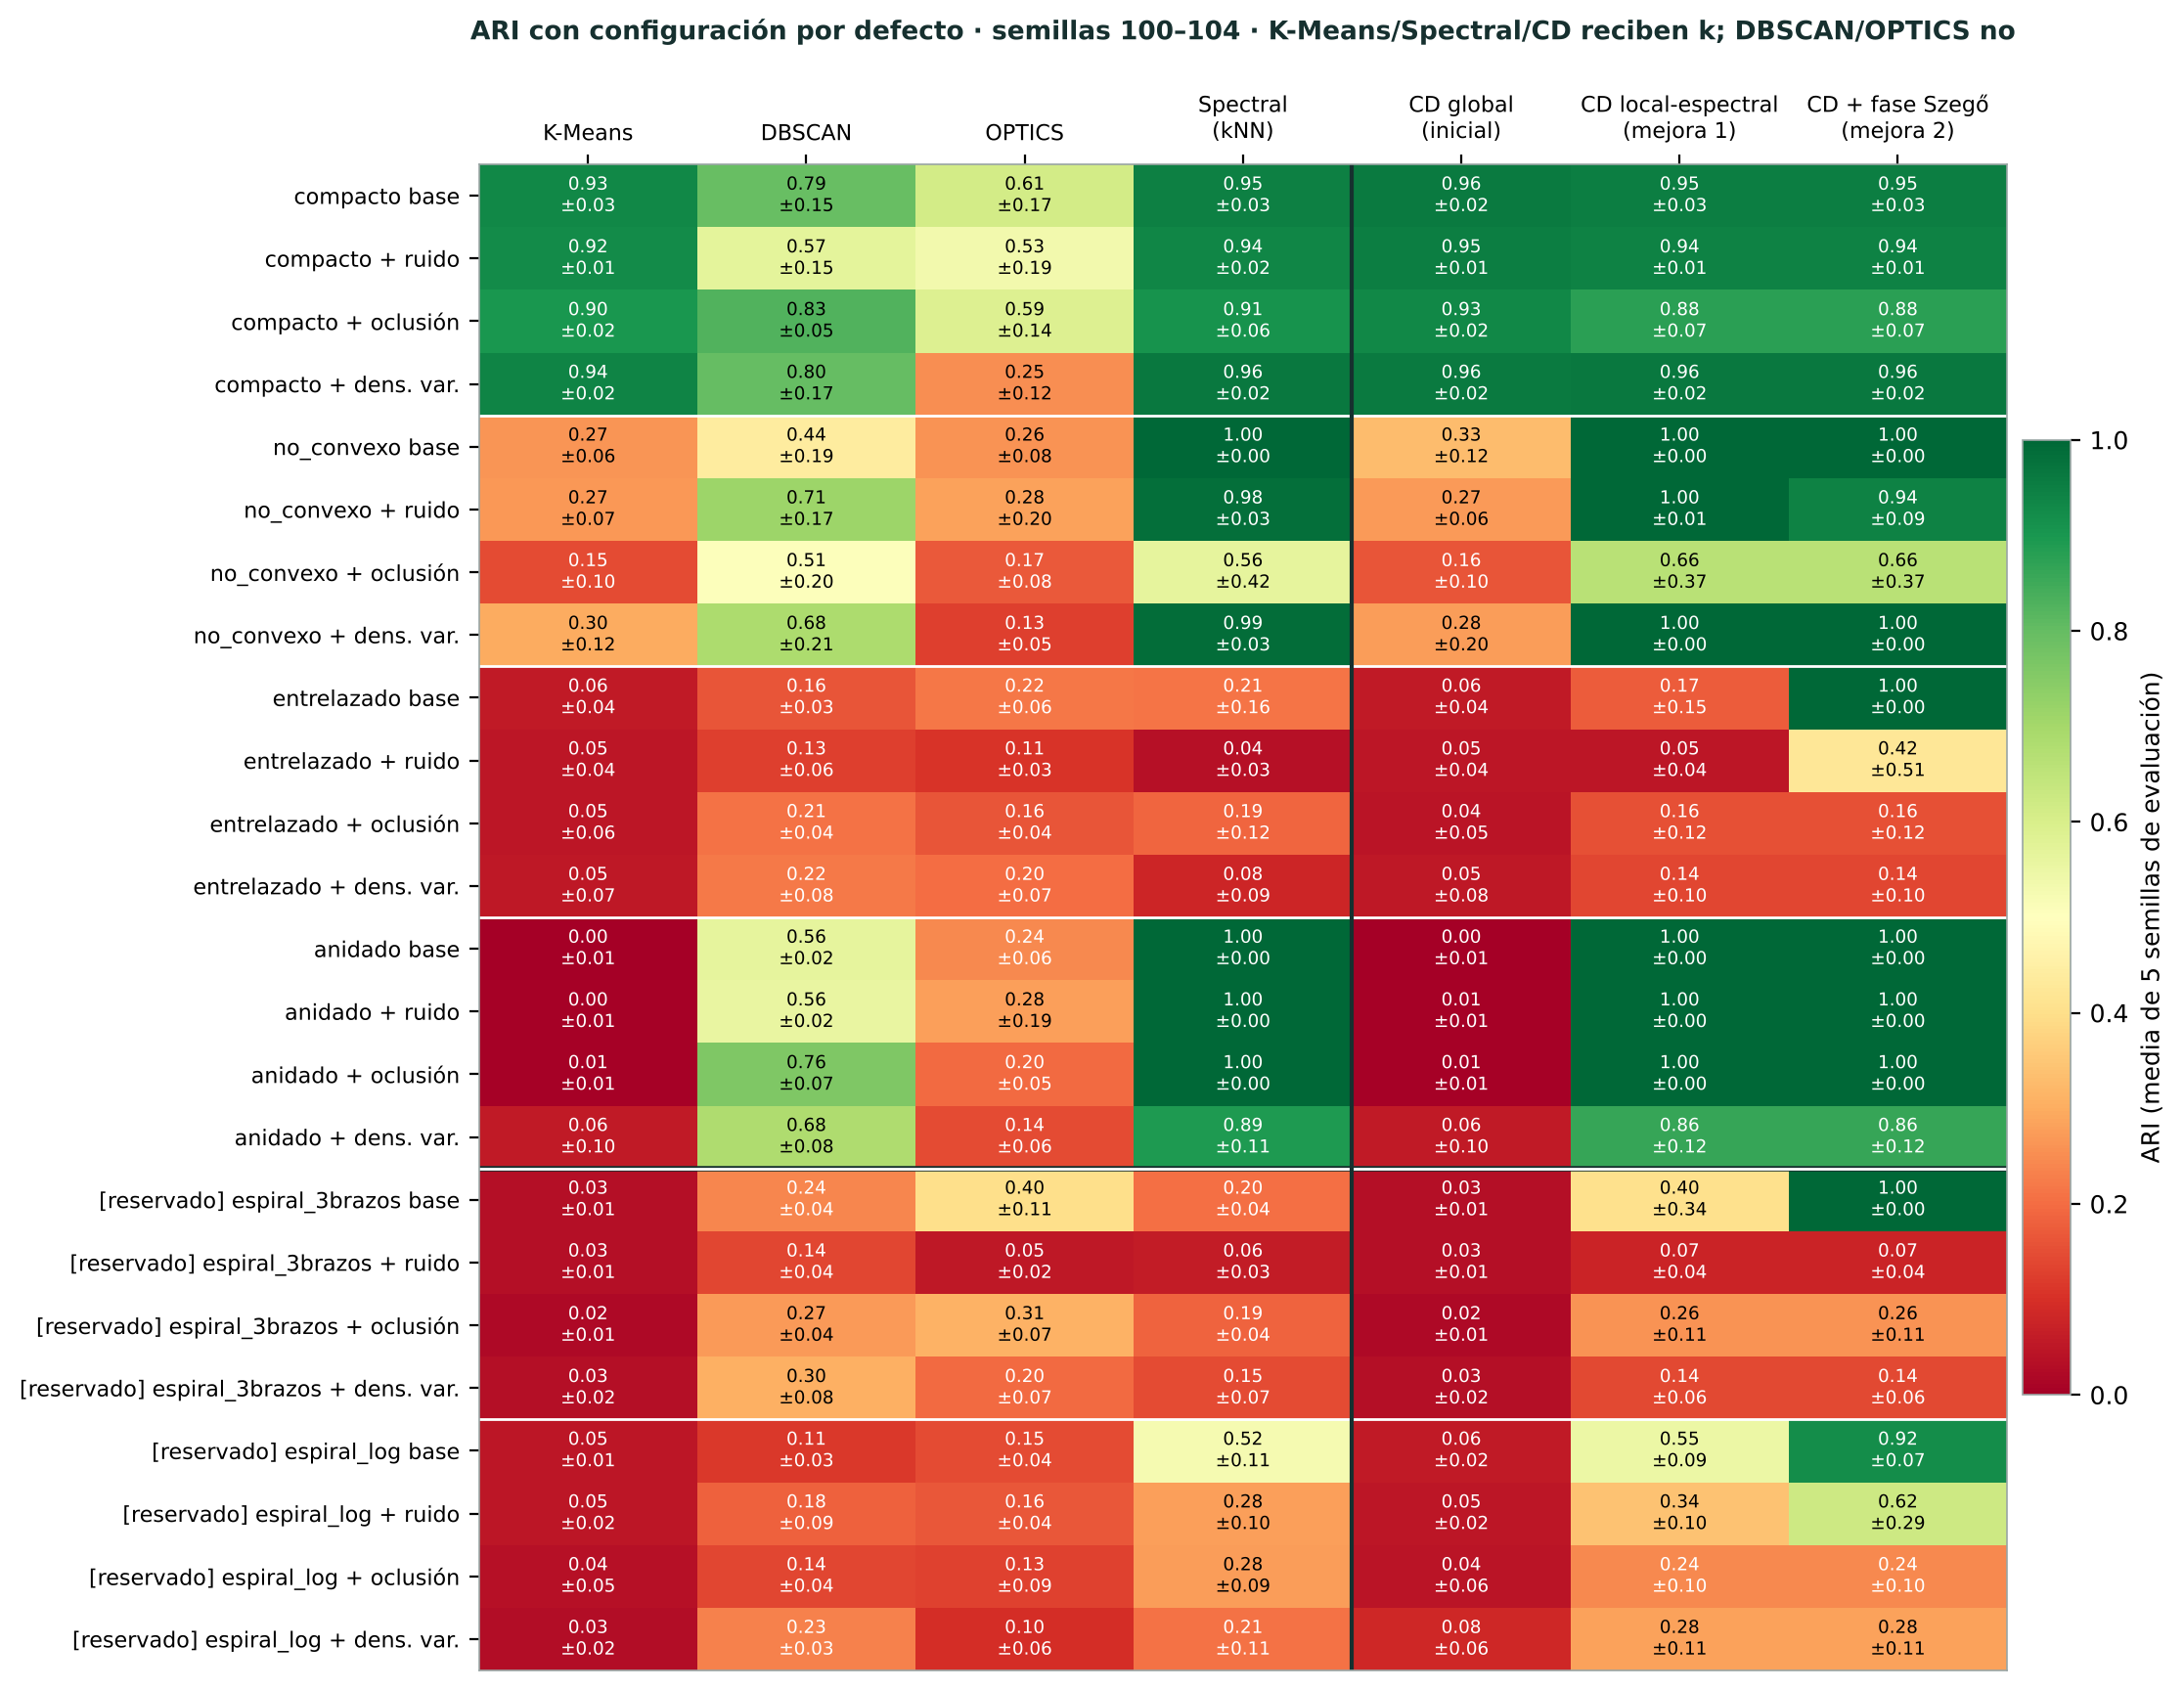 ARI con configuración por defecto · semillas 100–104 · K-Means/Spectral/CD reciben k; DBSCAN/OPTICS no
K-Means
DBSCAN
OPTICS
Spectral
(kNN)
CD global
(inicial)
CD local-espectral
(mejora 1)
CD + fase Szegő
(mejora 2)
compacto base
0.93 0.79 0.61 0.95 0.96 0.95 0.95
±0.03 ±0.15 ±0.17 ±0.03 ±0.02 ±0.03 ±0.03
compacto + ruido
0.92 0.57 0.53 0.94 0.95 0.94 0.94
±0.01 ±0.15 ±0.19 ±0.02 ±0.01 ±0.01 ±0.01
compacto + oclusión
0.90 0.83 0.59 0.91 0.93 0.88 0.88
±0.02 ±0.05 ±0.14 ±0.06 ±0.02 ±0.07 ±0.07
compacto + dens. var.
0.94 0.80 0.25 0.96 0.96 0.96 0.96
±0.02 ±0.17 ±0.12 ±0.02 ±0.02 ±0.02 ±0.02
no_convexo base
0.27 0.44 0.26 1.00 0.33 1.00 1.00
±0.06 ±0.19 ±0.08 ±0.00 ±0.12 ±0.00 ±0.00
no_convexo + ruido
0.27 0.71 0.28 0.98 0.27 1.00 0.94
±0.07 ±0.17 ±0.20 ±0.03 ±0.06 ±0.01 ±0.09
no_convexo + oclusión
0.15 0.51 0.17 0.56 0.16 0.66 0.66
±0.10 ±0.20 ±0.08 ±0.42 ±0.10 ±0.37 ±0.37
no_convexo + dens. var.
0.30 0.68 0.13 0.99 0.28 1.00 1.00
±0.12 ±0.21 ±0.05 ±0.03 ±0.20 ±0.00 ±0.00
entrelazado base
0.06 0.16 0.22 0.21 0.06 0.17 1.00
±0.04 ±0.03 ±0.06 ±0.16 ±0.04 ±0.15 ±0.00
entrelazado + ruido
0.05 0.13 0.11 0.04 0.05 0.05 0.42
±0.04 ±0.06 ±0.03 ±0.03 ±0.04 ±0.04 ±0.51
entrelazado + oclusión
0.05 0.21 0.16 0.19 0.04 0.16 0.16
±0.06 ±0.04 ±0.04 ±0.12 ±0.05 ±0.12 ±0.12
entrelazado + dens. var.
0.05 0.22 0.20 0.08 0.05 0.14 0.14
±0.07 ±0.08 ±0.07 ±0.09 ±0.08 ±0.10 ±0.10
anidado base
0.00 0.56 0.24 1.00 0.00 1.00 1.00
±0.01 ±0.02 ±0.06 ±0.00 ±0.01 ±0.00 ±0.00
anidado + ruido
0.00 0.56 0.28 1.00 0.01 1.00 1.00
±0.01 ±0.02 ±0.19 ±0.00 ±0.01 ±0.00 ±0.00
anidado + oclusión
0.01 0.76 0.20 1.00 0.01 1.00 1.00
±0.01 ±0.07 ±0.05 ±0.00 ±0.01 ±0.00 ±0.00
anidado + dens. var.
0.06 0.68 0.14 0.89 0.06 0.86 0.86
±0.10 ±0.08 ±0.06 ±0.11 ±0.10 ±0.12 ±0.12
[reservado] espiral_3brazos base
0.03 0.24 0.40 0.20 0.03 0.40 1.00
±0.01 ±0.04 ±0.11 ±0.04 ±0.01 ±0.34 ±0.00
[reservado] espiral_3brazos + ruido
0.03 0.14 0.05 0.06 0.03 0.07 0.07
±0.01 ±0.04 ±0.02 ±0.03 ±0.01 ±0.04 ±0.04
[reservado] espiral_3brazos + oclusión
0.02 0.27 0.31 0.19 0.02 0.26 0.26
±0.01 ±0.04 ±0.07 ±0.04 ±0.01 ±0.11 ±0.11
[reservado] espiral_3brazos + dens. var.
0.03 0.30 0.20 0.15 0.03 0.14 0.14
±0.02 ±0.08 ±0.07 ±0.07 ±0.02 ±0.06 ±0.06
[reservado] espiral_log base
0.05 0.11 0.15 0.52 0.06 0.55 0.92
±0.01 ±0.03 ±0.04 ±0.11 ±0.02 ±0.09 ±0.07
[reservado] espiral_log + ruido
0.05 0.18 0.16 0.28 0.05 0.34 0.62
±0.02 ±0.09 ±0.04 ±0.10 ±0.02 ±0.10 ±0.29
[reservado] espiral_log + oclusión
0.04 0.14 0.13 0.28 0.04 0.24 0.24
±0.05 ±0.04 ±0.09 ±0.09 ±0.06 ±0.10 ±0.10
[reservado] espiral_log + dens. var.
0.03 0.23 0.10 0.21 0.08 0.28 0.28
±0.02 ±0.03 ±0.06 ±0.11 ±0.06 ±0.11 ±0.11
1.0
0.8
0.6
0.4
0.2
0.0
ARI (media de 5 semillas de evaluación)